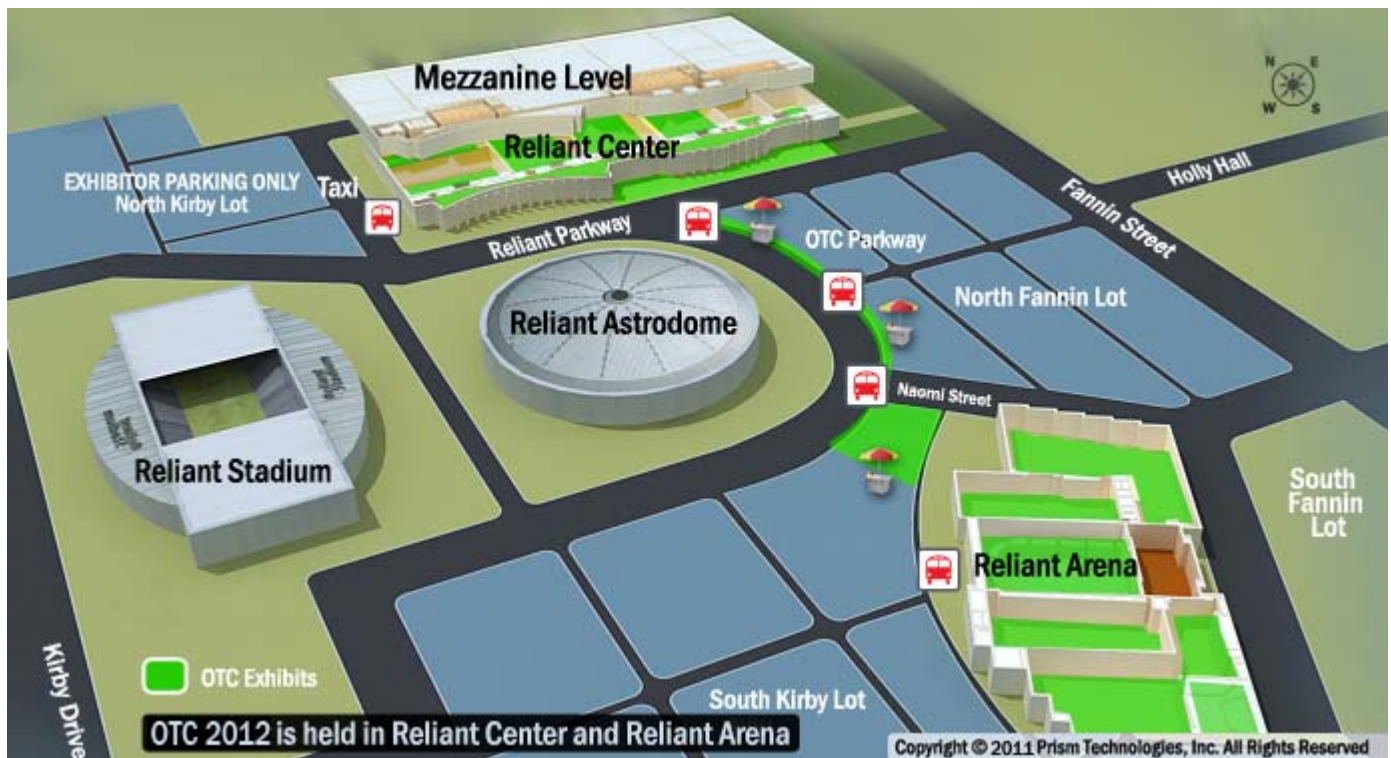 Mezzanine Level
N E
W S
Reliant Center
Holly Hall
EXHIBITOR PARKING ONLY
North Kirby Lot
Taxi
Fannin Street
Reliant Parkway
OTC Parkway
North Fannin Lot
Reliant Astrodome
Naomi Street
Reliant Stadium
South
Fannin
Lot
Reliant Arena
Kirby Drive
OTC Exhibits
South Kirby Lot
OTC 2012 is held in Reliant Center and Reliant Arena
Copyright © 2011 Prism Technologies, Inc. All Rights Reserved